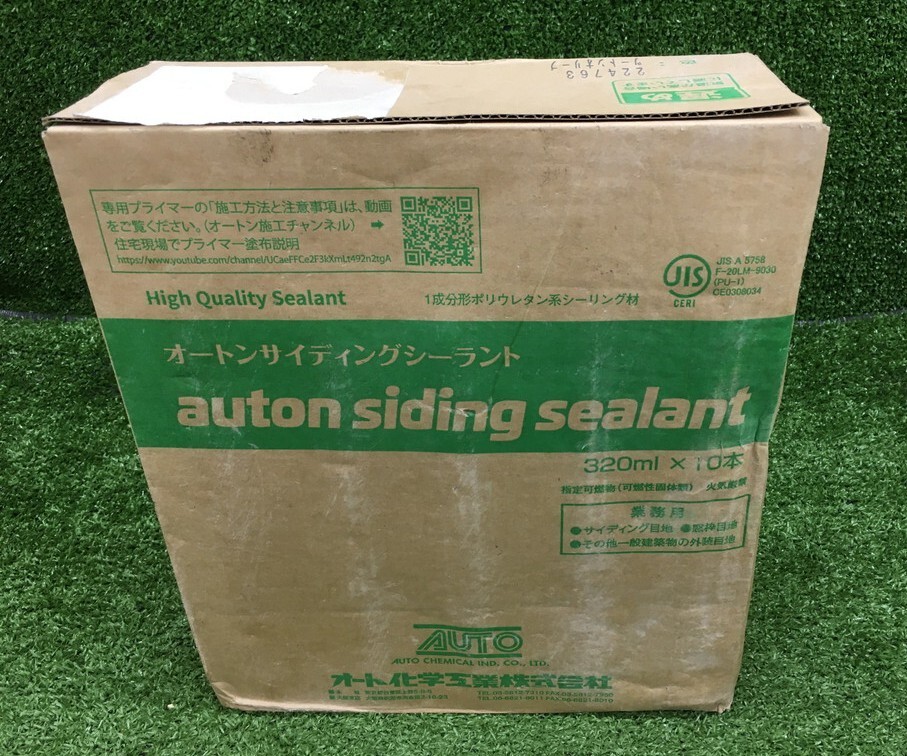 224763
オートンサイディングシーラント
専用プライマーの「施工方法と注意事項」は、動画
をご覧ください。(オートン施工チャンネル) ➡
住宅現場でプライマー塗布説明
https://www.youtube.com/channel/UCaeFFCe2F3kXmLt492n2tgA
JIS
CERI
JIS A 5758
F-20LM-9030
(PU-1)
CE0308034
High Quality Sealant
1成分形ポリウレタン系シーリング材
auton siding sealant
320ml × 10本
指定可燃物(可燃性固体類) 火気厳禁
業務用
●サイディング目地 ●窓枠目地
●その他一般建築物の外装目地
AUTO
AUTO CHEMICAL IND. CO., LTD.
オート化学工業株式会社